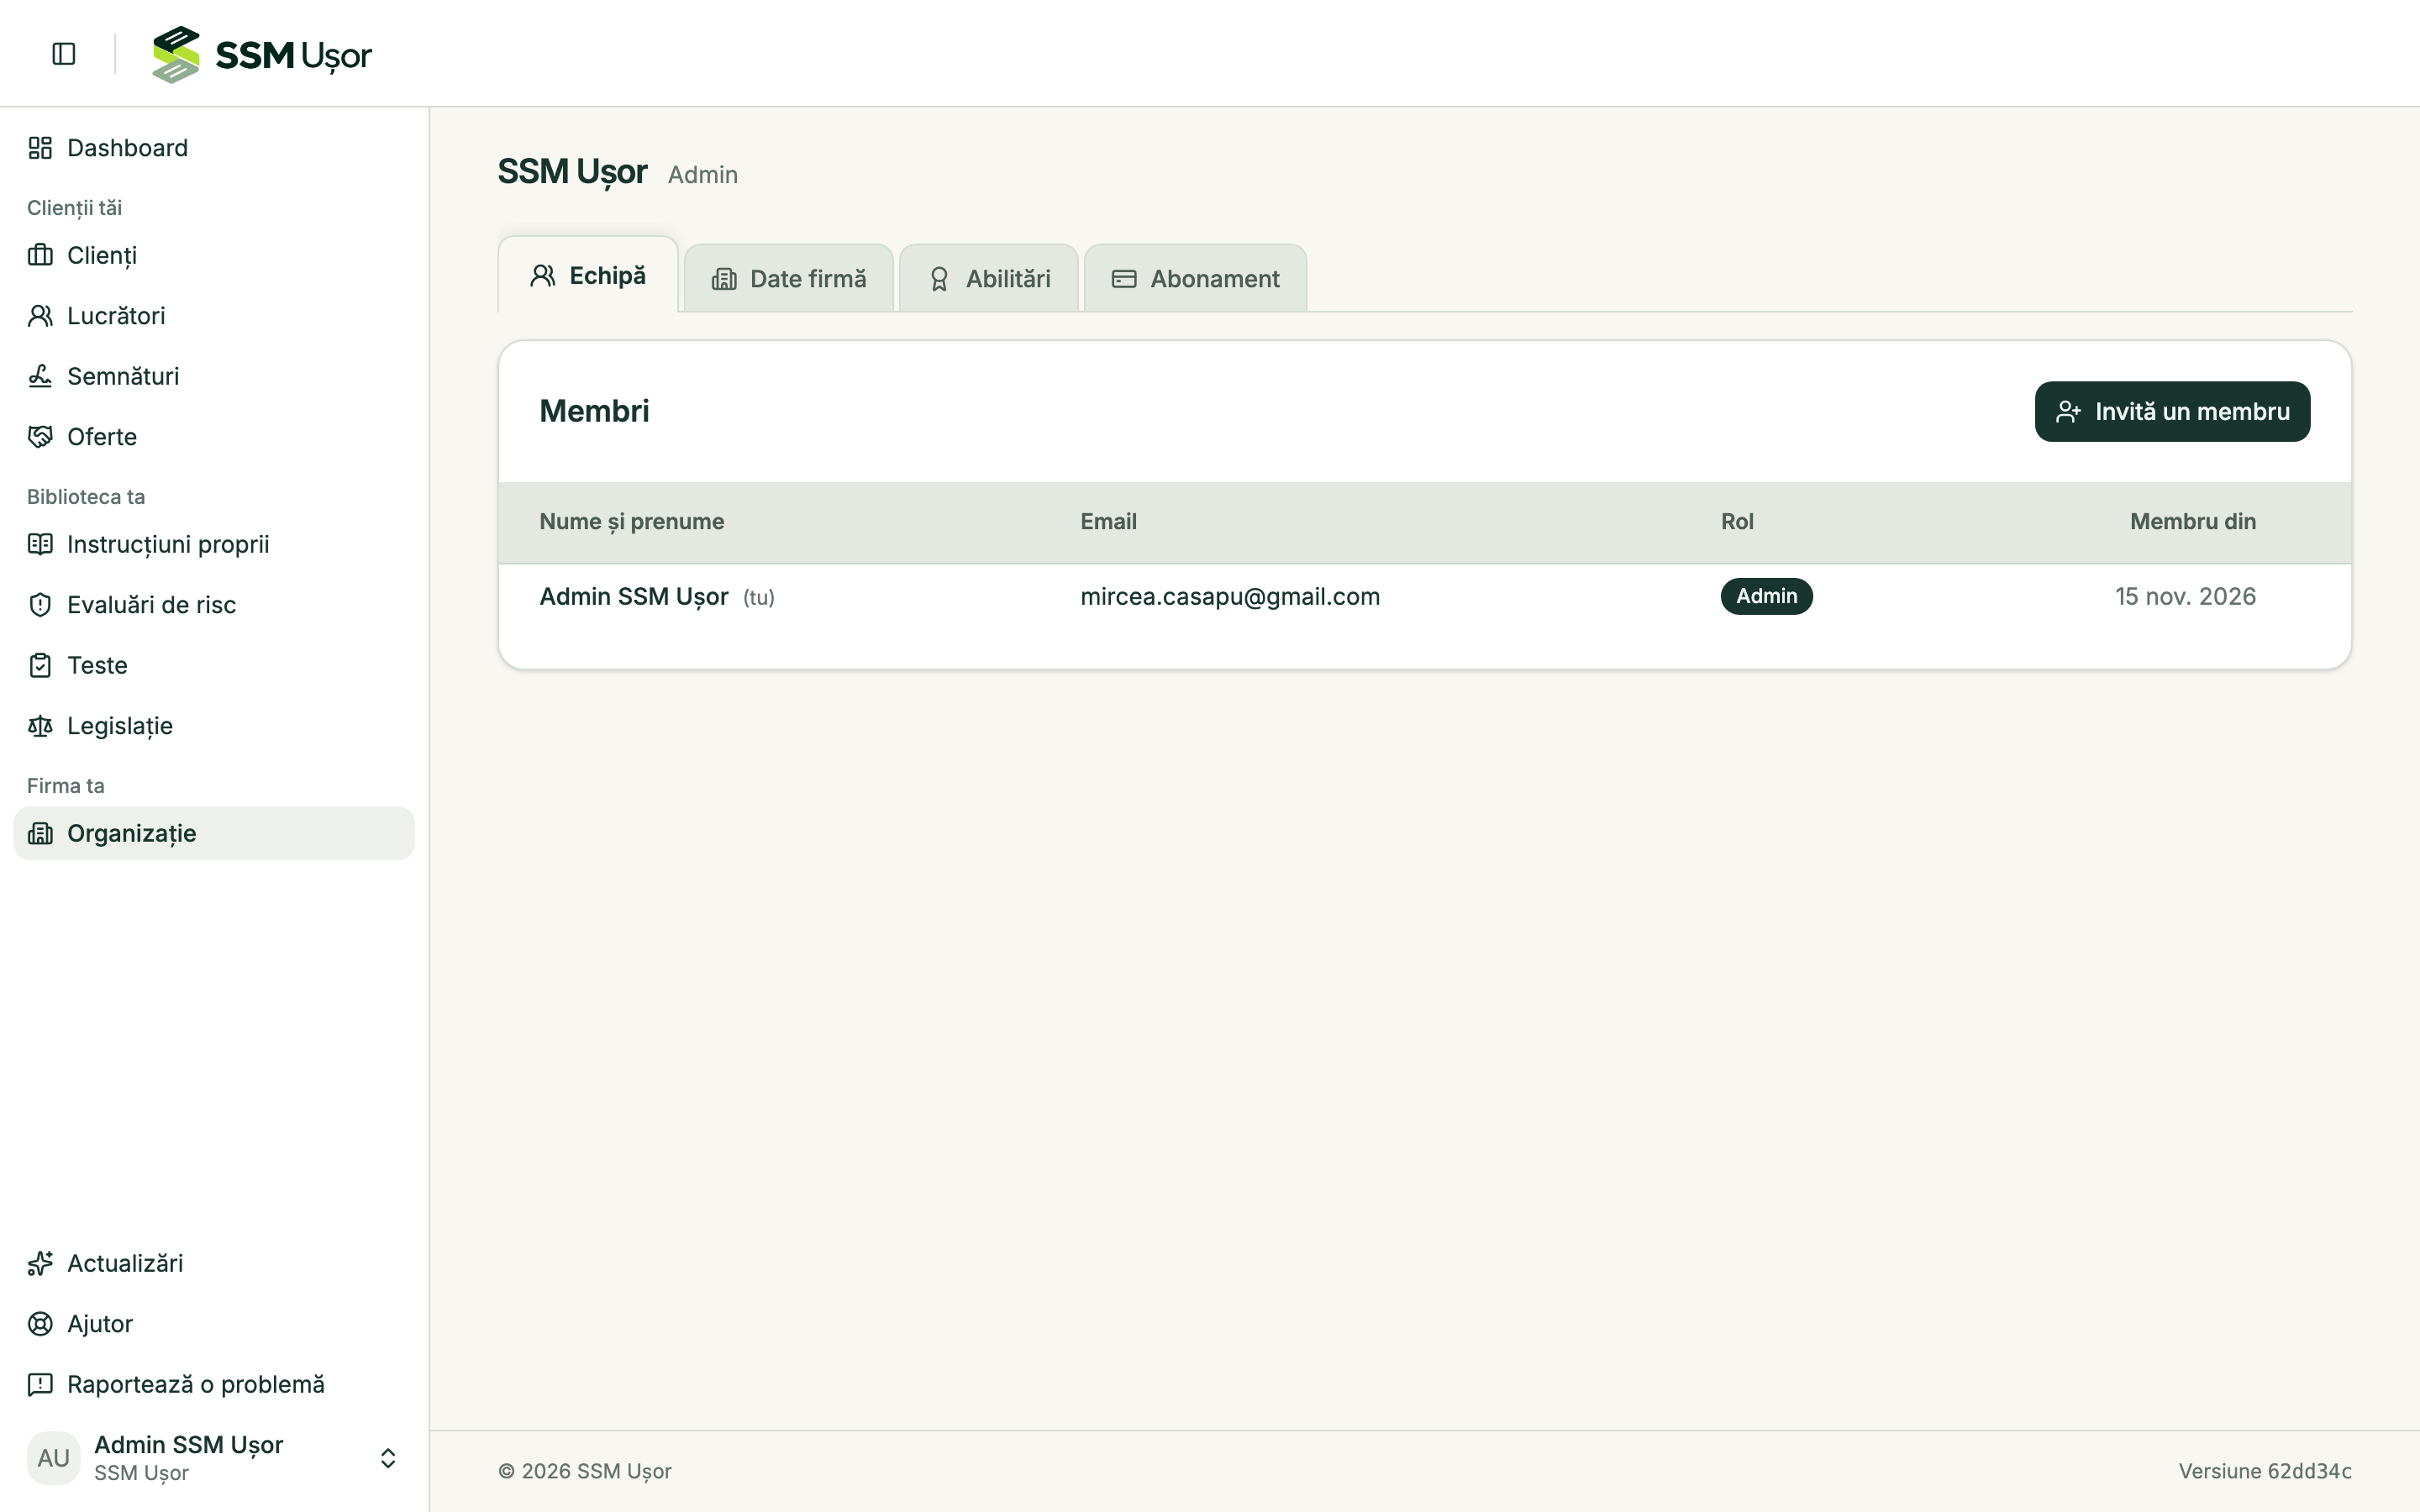 SSM Ușor
Dashboard
Clienții tăi
Clienți
Lucrători
Semnături
Oferte
Biblioteca ta
Instrucțiuni proprii
Evaluări de risc
Teste
Legislație
Firma ta
Organizație
Actualizări
Ajutor
Raportează o problemă
AU
Admin SSM Ușor
SSM Ușor
SSM Ușor Admin
Echipă Date firmă Abilitări Abonament
Membri Invită un membru
Nume și prenume Email Rol Membru din
Admin SSM Ușor (tu) mircea.casapu@gmail.com Admin 15 nov. 2026
© 2026 SSM Ușor Versiune 62dd34c